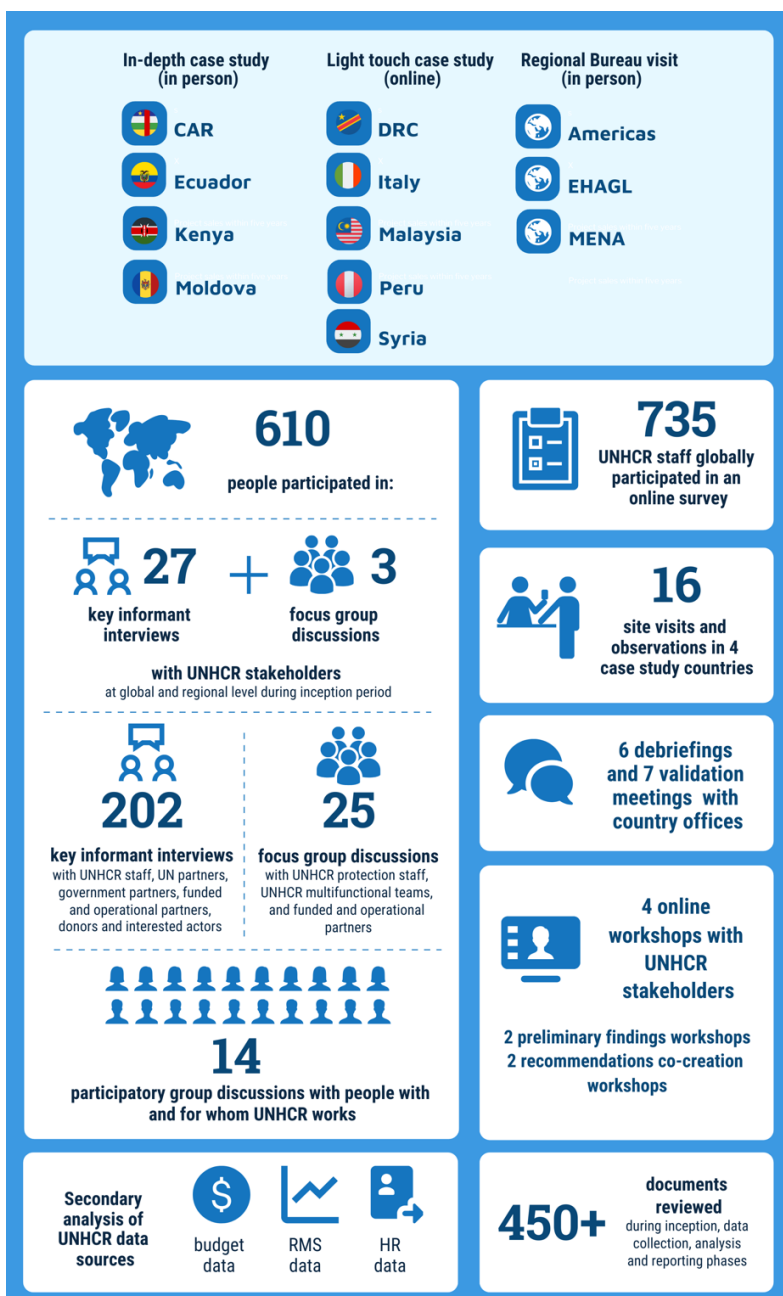 In-depth case study
(in person)
CAR
Ecuador
Kenya
Moldova
Light touch case study
(online)
DRC
Italy
Malaysia
Peru
Syria
Regional Bureau visit
(in person)
Americas
EHAGL
MENA
610
people participated in:
27
key informant
interviews
3
focus group
discussions
with UNHCR stakeholders
at global and regional level during inception period
202
key informant interviews
with UNHCR staff, UN partners,
government partners, funded
and operational partners,
donors and interested actors
25
focus group discussions
with UNHCR protection staff,
UNHCR multifunctional teams,
and funded and operational
partners
14
participatory group discussions with people with
and for whom UNHCR works
735
UNHCR staff globally
participated in an
online survey
16
site visits and
observations in 4
case study countries
6 debriefings
and 7 validation
meetings with
country offices
4 online
workshops with
UNHCR
stakeholders
2 preliminary findings workshops
2 recommendations co-creation
workshops
Secondary
analysis of
UNHCR data
sources
$
budget
data
RMS
data
HR
data
450+
documents
reviewed
during inception, data
collection, analysis
and reporting phases